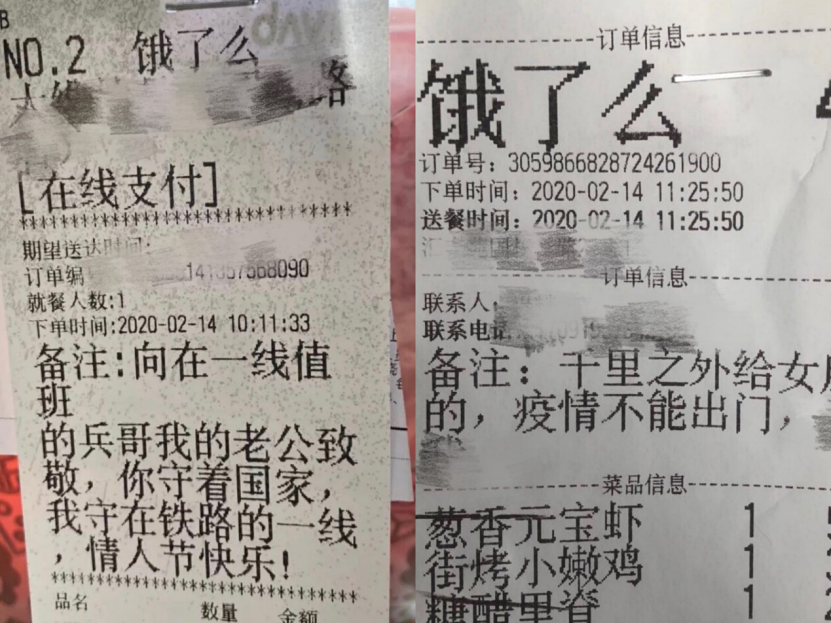 NO.2 饿了么
[在线支付]
期望送达时间:
订单编
就餐人数:1
下单时间:2020-02-14 10:11:33
备注:向在一线值
班
的兵哥我的老公致
敬,你守着国家,
我守在铁路的一线
,情人节快乐!
品名 数量 金额
订单信息
饿了么
订单号: 3059866828724261900
下单时间: 2020-02-14 11:25:50
送餐时间: 2020-02-14 11:25:50
订单信息
联系人:
联系电话
备注: 千里之外给女
的, 疫情不能出门,
菜品信息
葱香元宝虾 1
街烤小嫩鸡 1
糖醋里脊 1